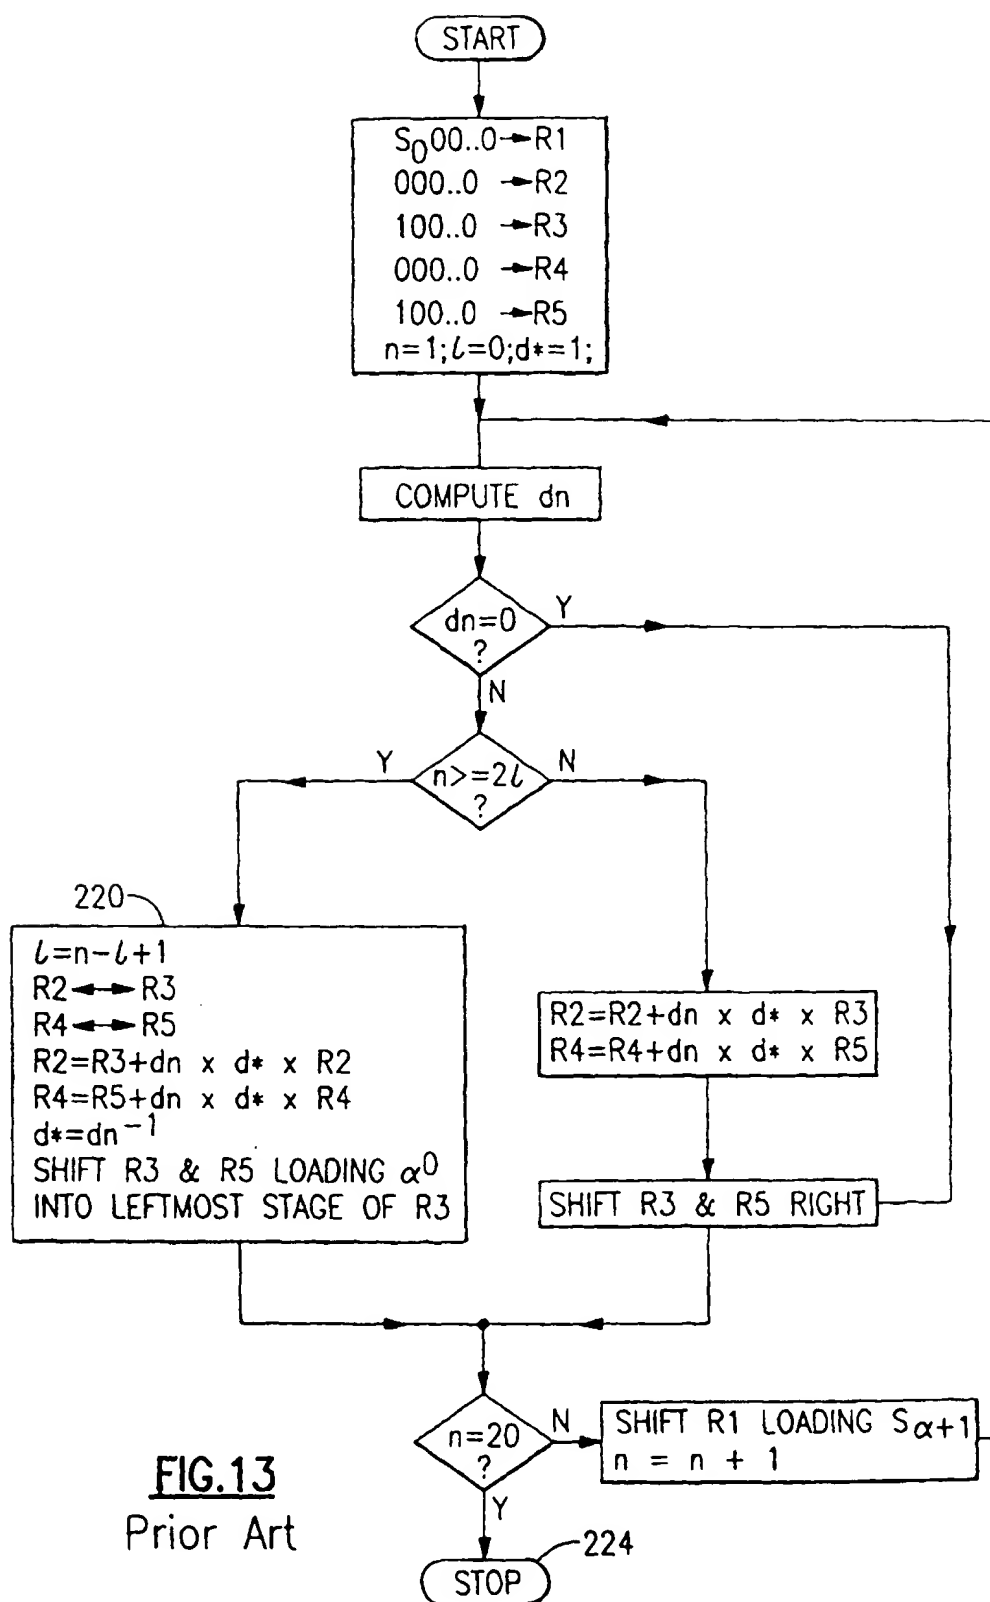 START
S₀00..0→R1
000..0 →R2
100..0 →R3
000..0 →R4
100..0 →R5
n=1;ℓ=0;d*=1;
COMPUTE dn
dn=0
?
Y
N
n>=2ℓ
?
Y
N
220
ℓ=n-ℓ+1
R2↔R3
R4↔R5
R2=R3+dn x d* x R2
R4=R5+dn x d* x R4
d*=dn⁻¹
SHIFT R3 & R5 LOADING α⁰
INTO LEFTMOST STAGE OF R3
R2=R2+dn x d* x R3
R4=R4+dn x d* x R5
SHIFT R3 & R5 RIGHT
n=20
?
N
Y
SHIFT R1 LOADING Sα+1
n = n + 1
STOP
224
FIG.13
Prior Art